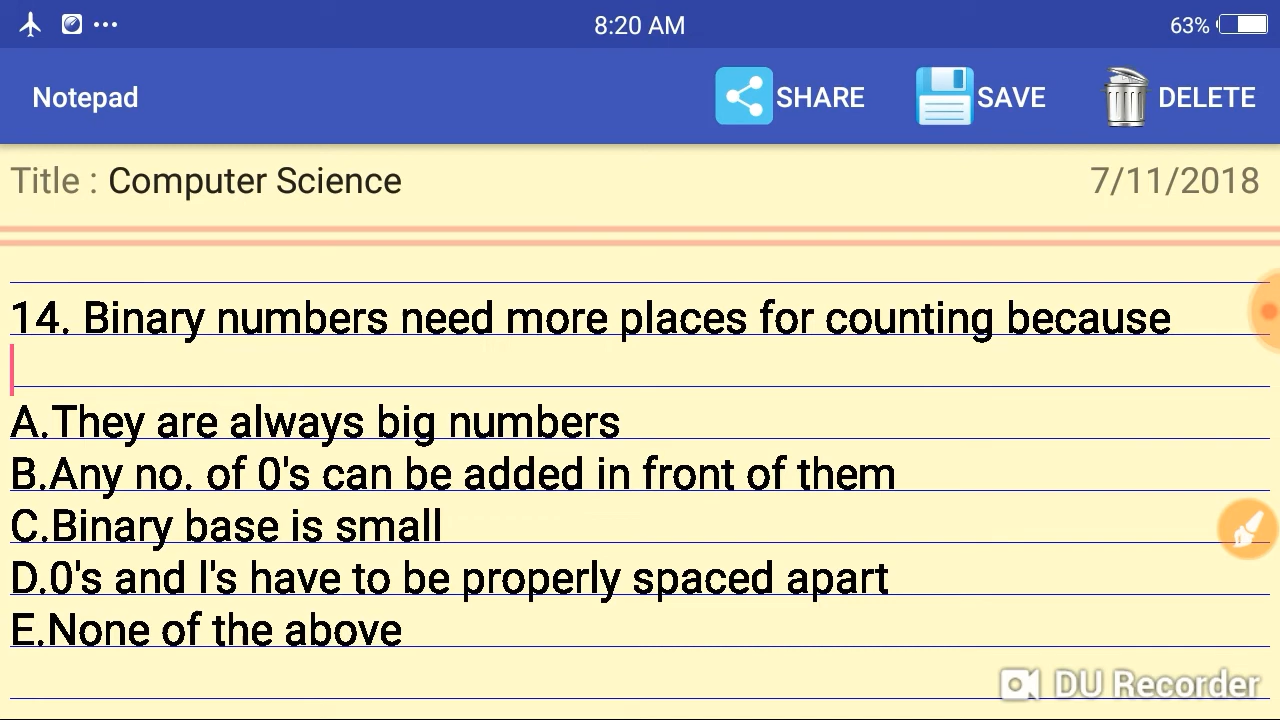 8:20 AM
63%
Notepad
SHARE
SAVE
DELETE
Title : Computer Science
7/11/2018
14. Binary numbers need more places for counting because
A.They are always big numbers
B.Any no. of 0's can be added in front of them
C.Binary base is small
D.0's and l's have to be properly spaced apart
E.None of the above
DU Recorder